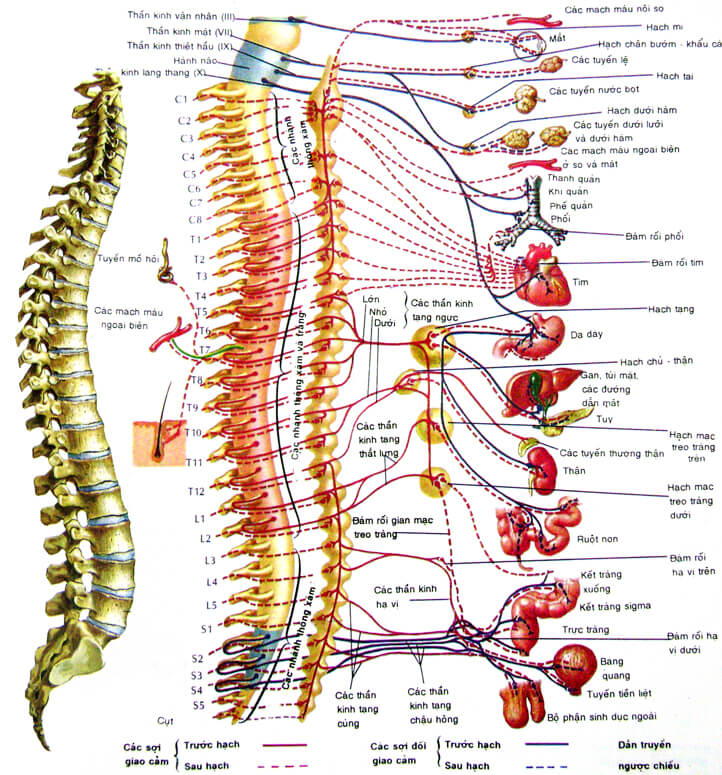 Thần kinh vận nhãn (III)
Thần kinh mặt (VII)
Thần kinh thiệt hầu (IX)
Hành não
kinh lang thang (X)
C1
C2
C3
C4
C5
C6
C7
C8
T1
T2
T3
T4
T5
T6
T7
T8
T9
T10
T11
T12
L1
L2
L3
L4
L5
S1
S2
S3
S4
S5
Cụt
Tuyến mồ hôi
Các mạch máu
ngoại biên
Các nhánh
thông xám
Các nhánh thông xám và trắng
Các nhánh thông xám
Lớn
Nhỏ
Dưới
Các thần kinh
tạng ngực
Các thần
kinh tạng
thắt lưng
Đám rối gian mạc
treo tràng
Các thần kinh
hạ vị
Các thần
kinh tạng
cùng
Các thần
kinh tạng
chậu hông
Các mạch máu nội sọ
Hạch mi
Mắt
Hạch chân bướm - khẩu cá
Các tuyến lệ
Hạch tai
Các tuyến nước bọt
Hạch dưới hàm
Các tuyến dưới lưỡi
và dưới hàm
Các mạch máu ngoại biên
ở sọ và mặt
Thanh quản
Khí quản
Phế quản
Phổi
Đám rối phổi
Đám rối tim
Tim
Hạch tạng
Dạ dày
Hạch chủ - thận
Gan, túi mật,
các đường
dẫn mật
Tụy
Hạch mạc
treo tràng
trên
Các tuyến thượng thận
Thận
Hạch mạc
treo tràng
dưới
Ruột non
Đám rối
hạ vị trên
Kết tràng
xuống
Kết tràng sigma
Trực tràng
Đám rối hạ
vị dưới
Bàng
quang
Tuyến tiền liệt
Bộ phận sinh dục ngoài
Các sợi
giao cảm
Trước hạch
Sau hạch
Các sợi đối
giao cảm
Trước hạch
Sau hạch
Dẫn truyền
ngược chiều